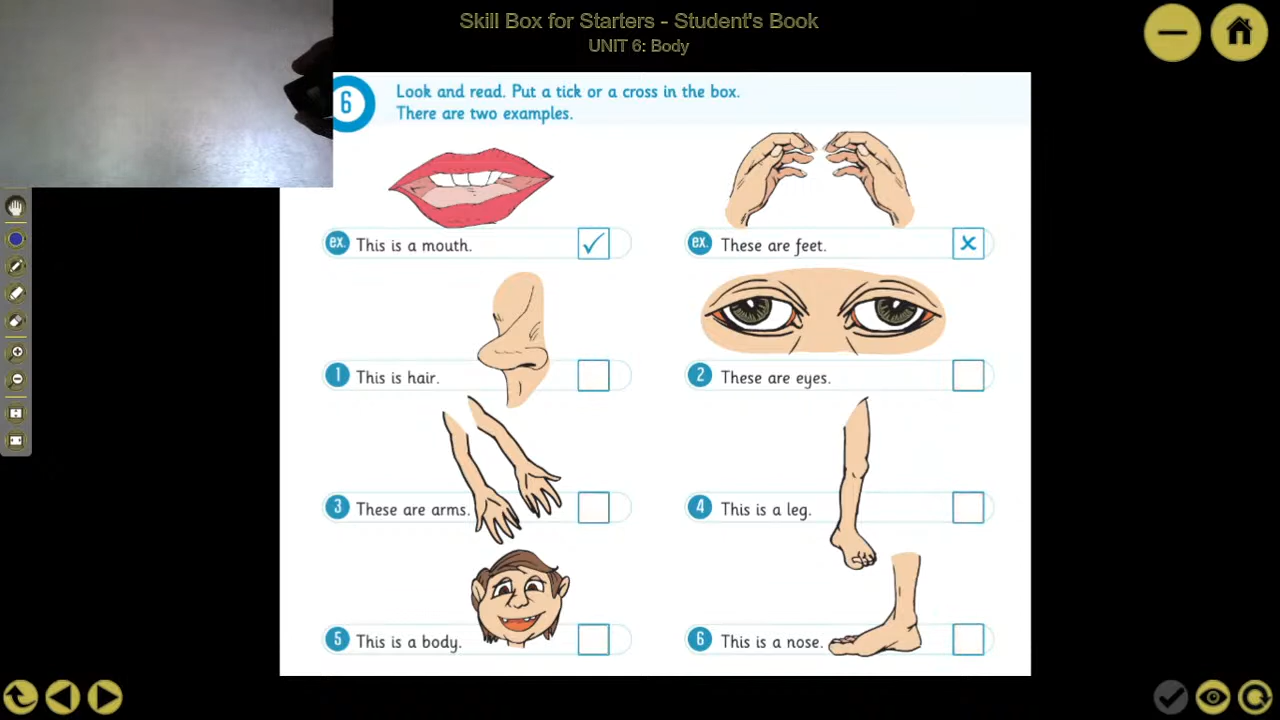 Skill Box for Starters - Student's Book
UNIT 6: Body
6
Look and read. Put a tick or a cross in the box.
There are two examples.
ex. This is a mouth.
ex. These are feet.
1 This is hair.
2 These are eyes.
3 These are arms.
4 This is a leg.
5 This is a body.
6 This is a nose.